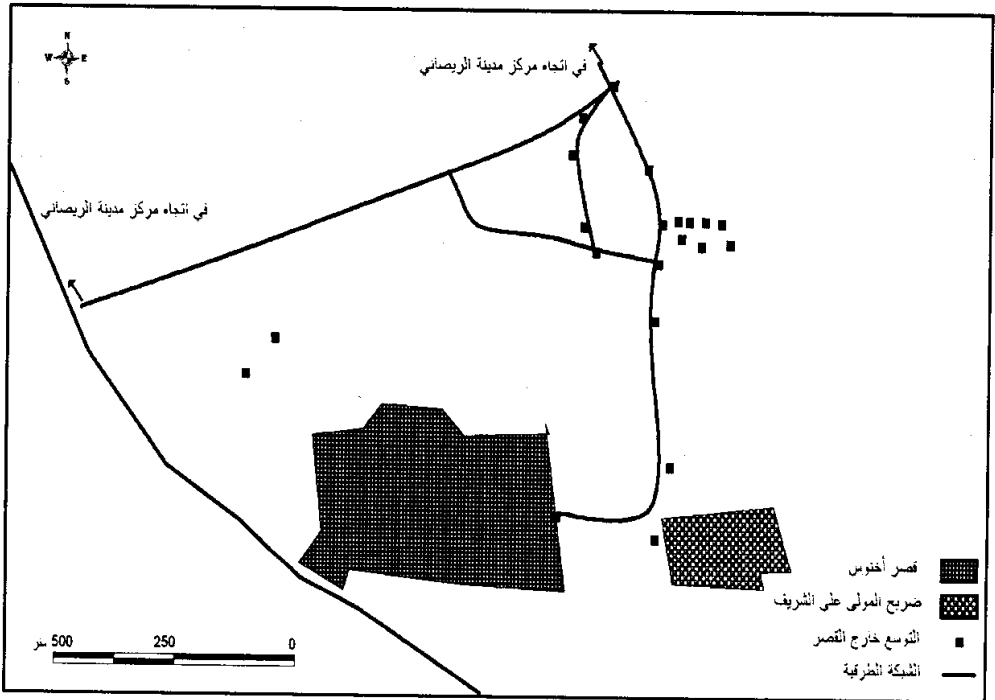 N
W E
S
في اتجاه مركز مدينة الريصاني
في اتجاه مركز مدينة الريصاني
قصر أخنوس
ضريح المولى علي الشريف
التوسع خارج القصر
الشبكة الطرقية
0 250 500 متر